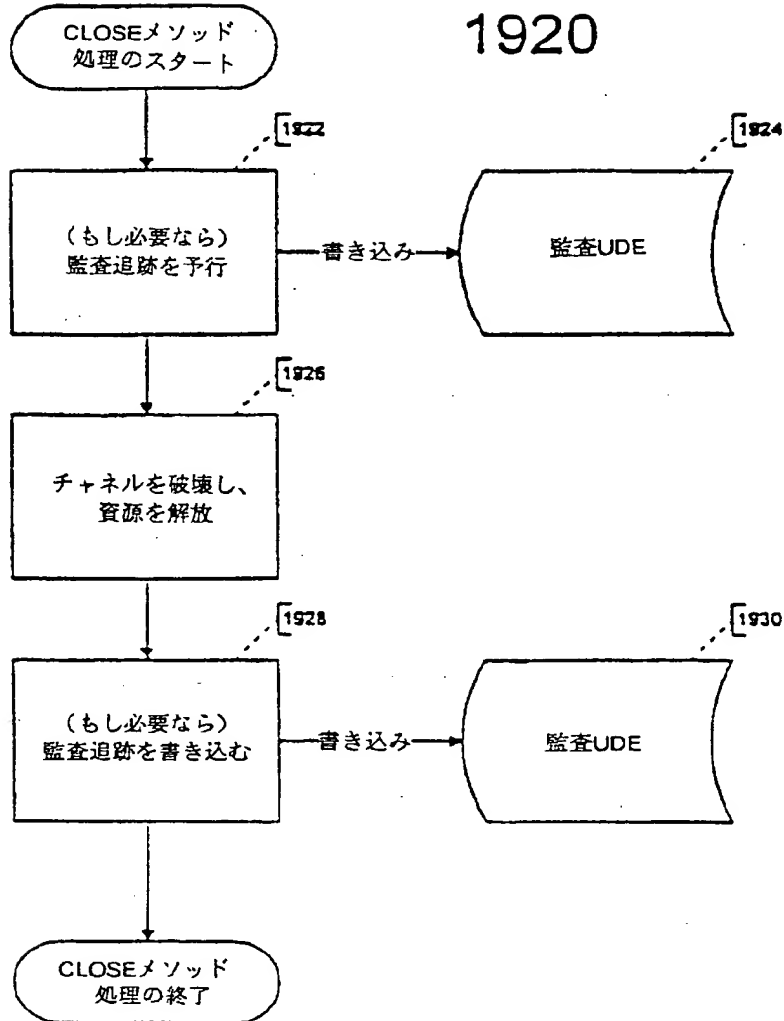 1920
CLOSEメソッド
処理のスタート
1922
1924
(もし必要なら)
監査追跡を予行
書き込み
監査UDE
1926
チャネルを破壊し、
資源を解放
1928
1930
(もし必要なら)
監査追跡を書き込む
書き込み
監査UDE
CLOSEメソッド
処理の終了